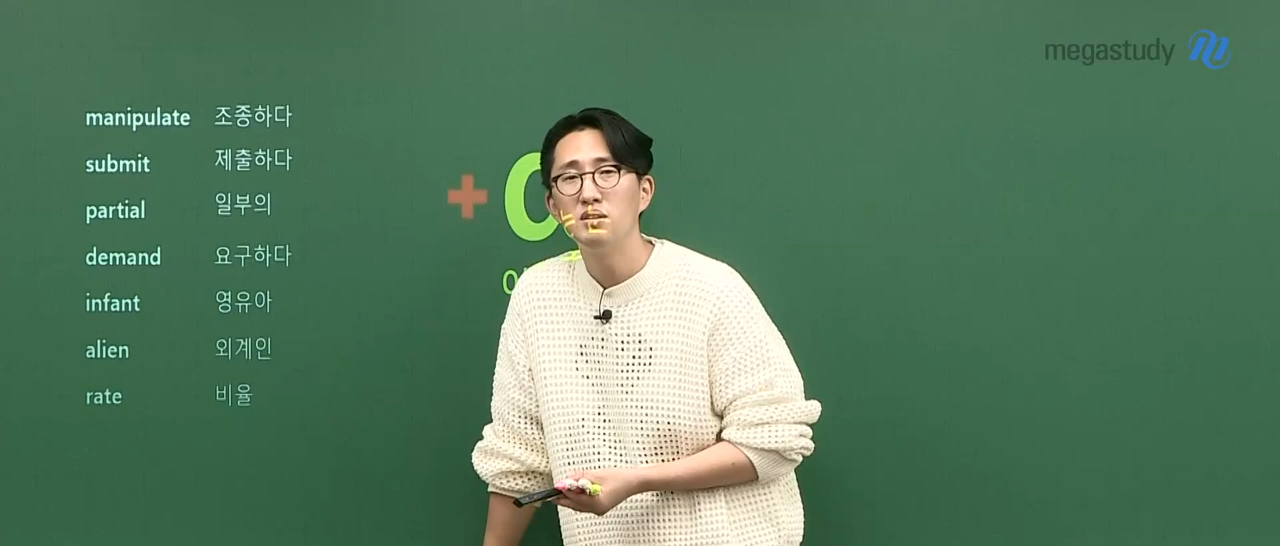 megastudy
manipulate 조종하다
submit 제출하다
partial 일부의
demand 요구하다
infant 영유아
alien 외계인
rate 비율
+